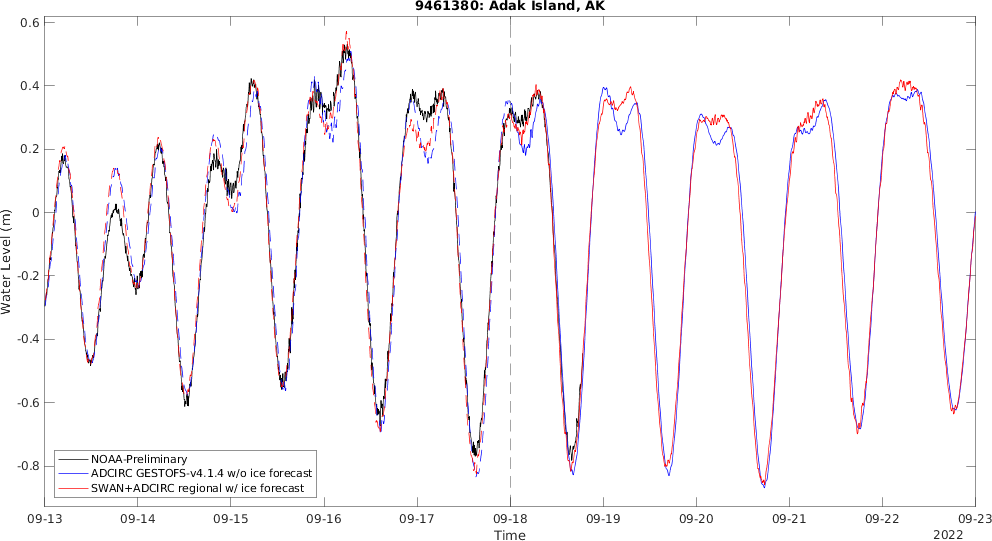 9461380: Adak Island, AK
0.6
0.4
0.2
0
-0.2
-0.4
-0.6
-0.8
Water Level (m)
NOAA-Preliminary
ADCIRC GESTOFS-v4.1.4 w/o ice forecast
SWAN+ADCIRC regional w/ ice forecast
09-13 09-14 09-15 09-16 09-17 09-18 09-19 09-20 09-21 09-22 09-23
Time
2022